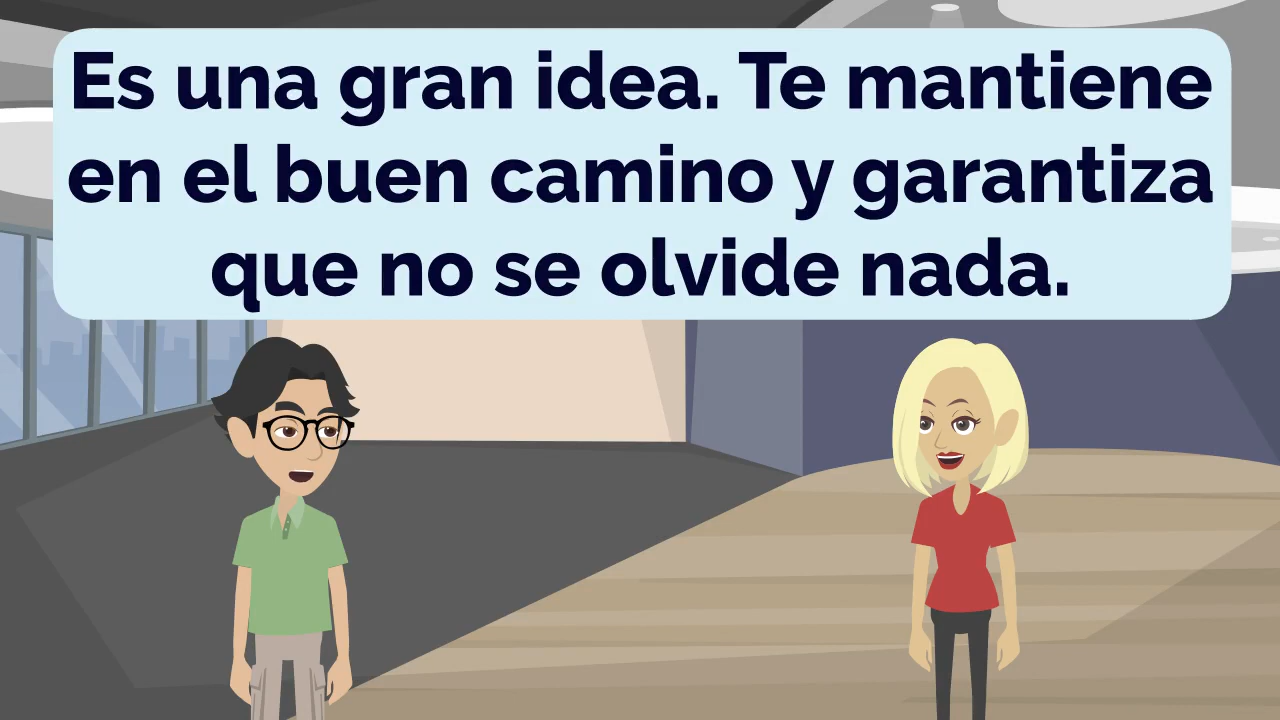 Es una gran idea. Te mantiene
en el buen camino y garantiza
que no se olvide nada.